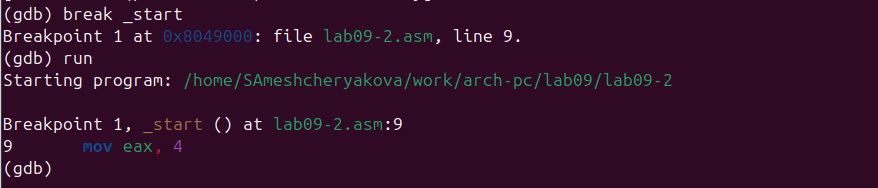 (gdb) break _start
Breakpoint 1 at 0x8049000: file lab09-2.asm, line 9.
(gdb) run
Starting program: /home/SAmeshcheryakova/work/arch-pc/lab09/lab09-2

Breakpoint 1, _start () at lab09-2.asm:9
9       mov eax, 4
(gdb)